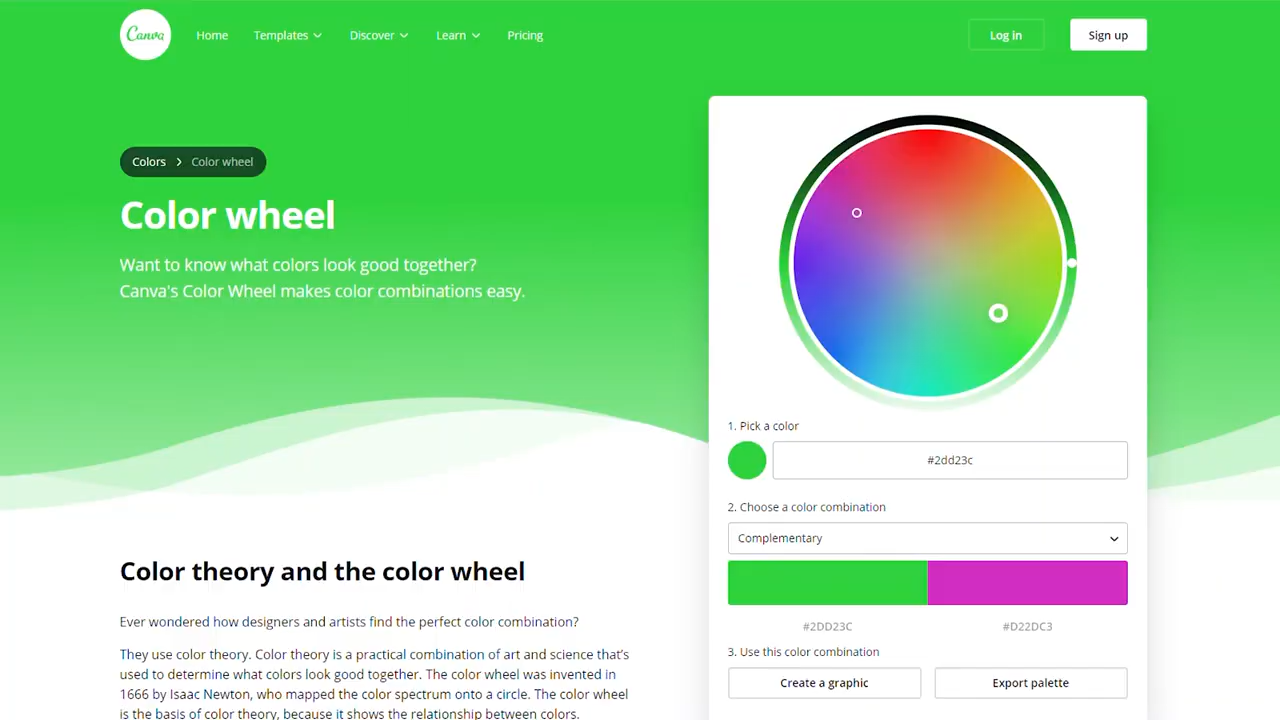 Canva
Home
Templates
Discover
Learn
Pricing
Log in
Sign up
Colors
Color wheel
Color wheel
Want to know what colors look good together?
Canva's Color Wheel makes color combinations easy.
1. Pick a color
#2dd23c
2. Choose a color combination
Complementary
#2DD23C
#D22DC3
3. Use this color combination
Create a graphic
Export palette
Color theory and the color wheel
Ever wondered how designers and artists find the perfect color combination?
They use color theory. Color theory is a practical combination of art and science that’s
used to determine what colors look good together. The color wheel was invented in
1666 by Isaac Newton, who mapped the color spectrum onto a circle. The color wheel
is the basis of color theory, because it shows the relationship between colors.